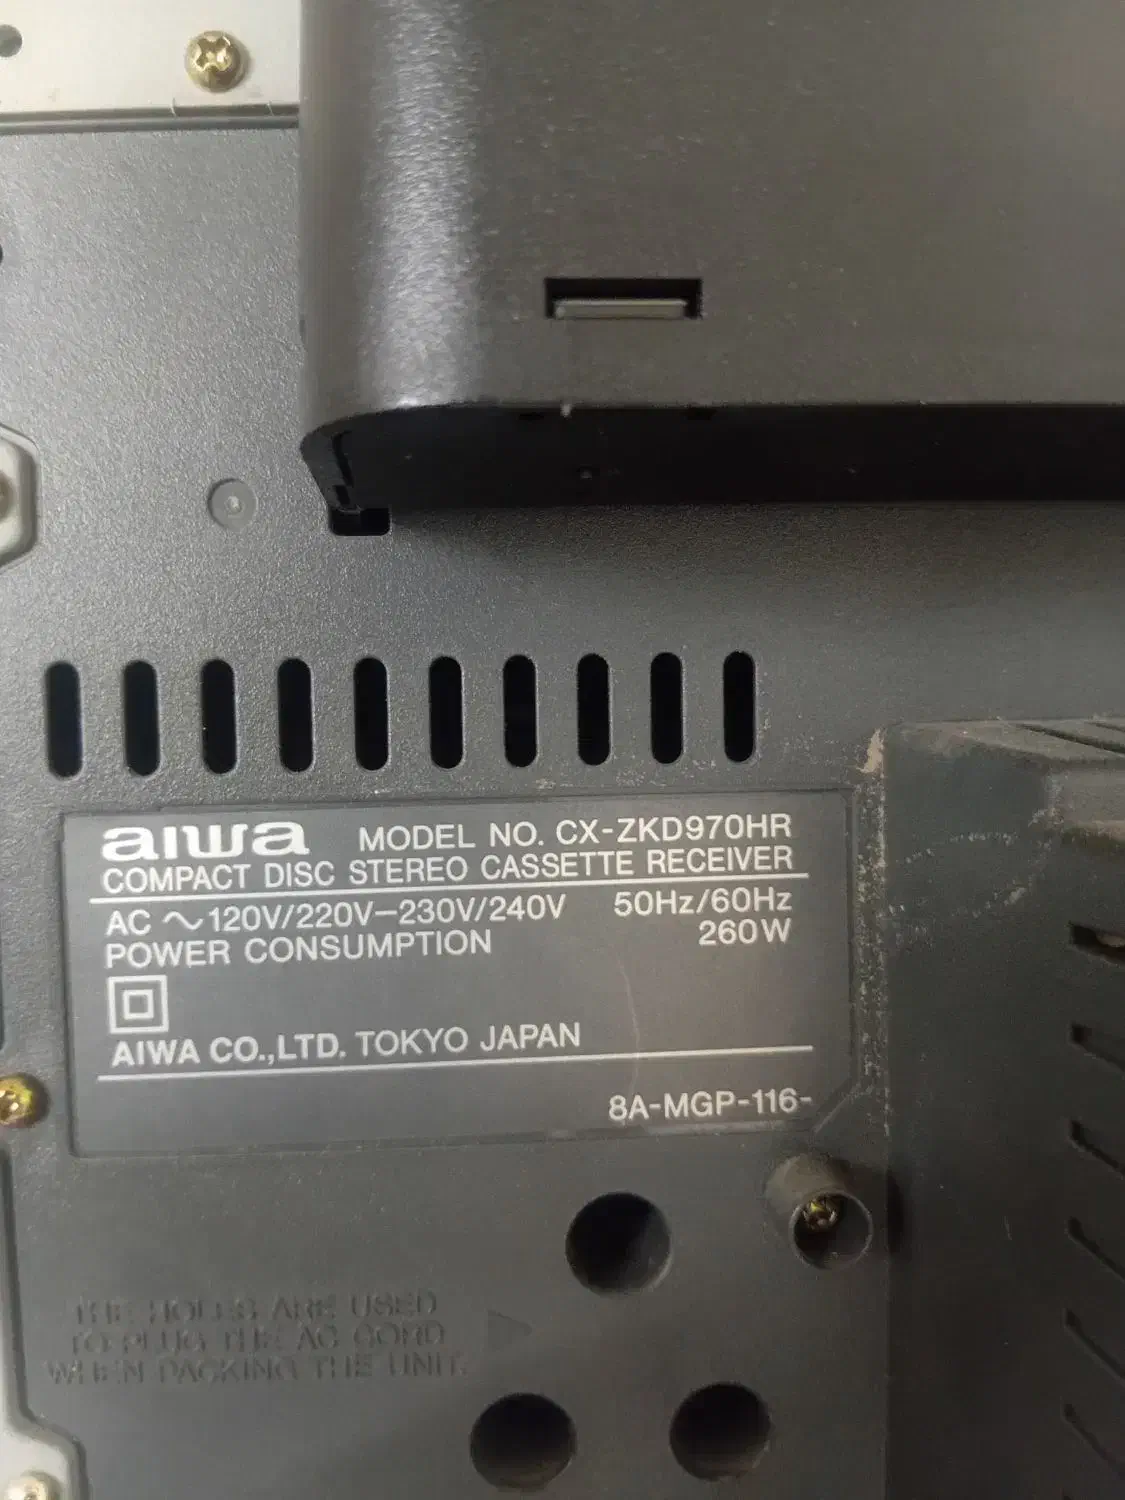 aiwa MODEL NO. CX-ZKD970HR
COMPACT DISC STEREO CASSETTE RECEIVER
AC ~120V/220V–230V/240V 50Hz/60Hz
POWER CONSUMPTION 260W
AIWA CO.,LTD. TOKYO JAPAN
8A-MGP-116-
THE HOLES ARE USED
TO PLUG THE AC CORD
WHEN PACKING THE UNIT.